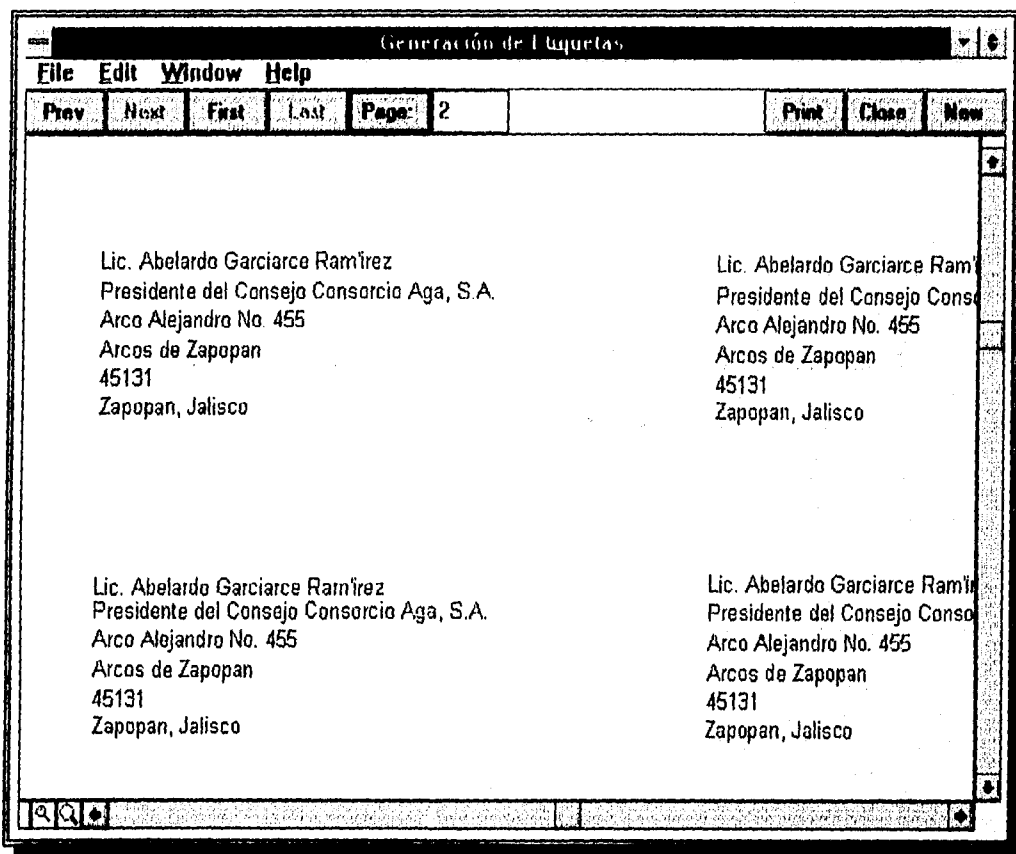 Generación de Etiquetas
File Edit Window Help
Prev Next First Last Page: 2 Print Close New
Lic. Abelardo Garciarce Ram'irez
Presidente del Consejo Consorcio Aga, S.A.
Arco Alejandro No. 455
Arcos de Zapopan
45131
Zapopan, Jalisco
Lic. Abelardo Garciarce Ram'i
Presidente del Consejo Conso
Arco Alejandro No. 455
Arcos de Zapopan
45131
Zapopan, Jalisco
Lic. Abelardo Garciarce Ram'irez
Presidente del Consejo Consorcio Aga, S.A.
Arco Alejandro No. 455
Arcos de Zapopan
45131
Zapopan, Jalisco
Lic. Abelardo Garciarce Ram'ir
Presidente del Consejo Conso
Arco Alejandro No. 455
Arcos de Zapopan
45131
Zapopan, Jalisco